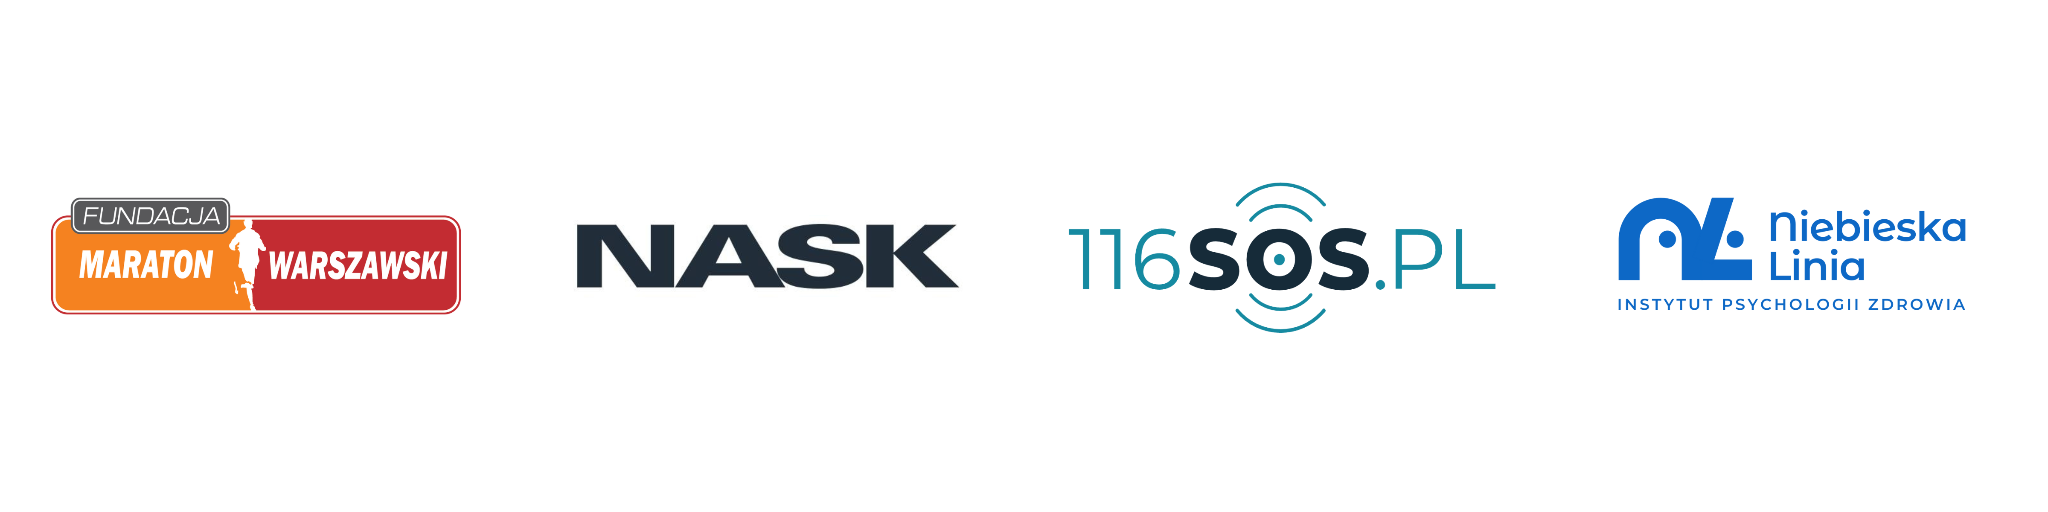 FUNDACJA
MARATON WARSZAWSKI
NASK
116SOS.PL
Niebieska
Linia
INSTYTUT PSYCHOLOGII ZDROWIA